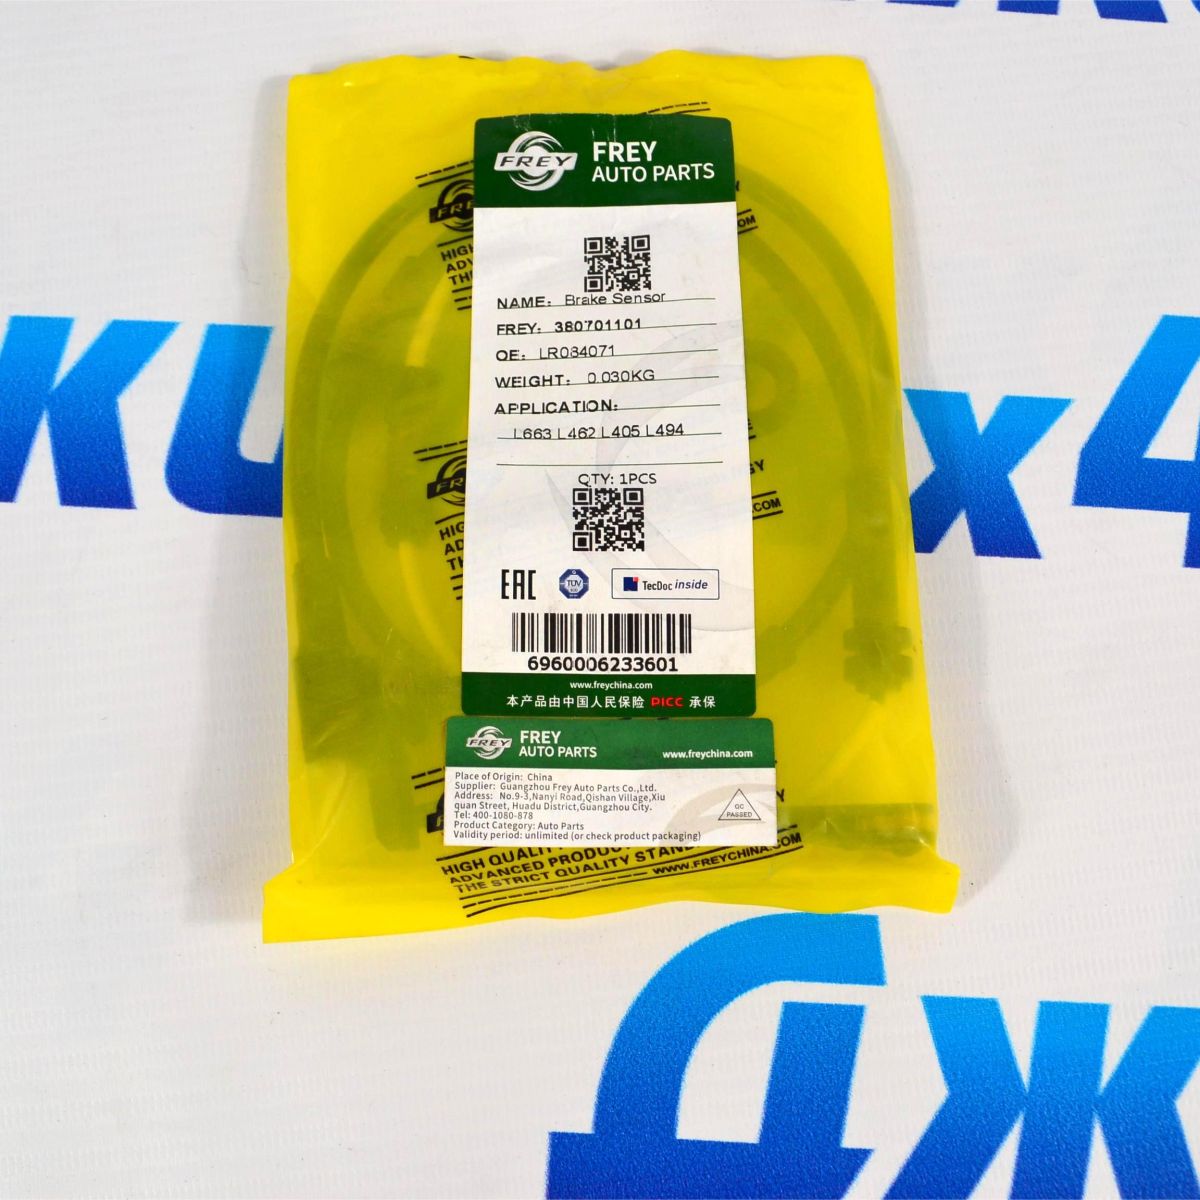 FREY
FREY
AUTO PARTS
NAME: Brake Sensor
FREY: 380701101
OE: LR084071
WEIGHT: 0.030KG
APPLICATION:
L663 L462 L405 L494
QTY: 1PCS
EAC
TÜV
TecDoc inside
6960006233601
www.freychina.com
本产品由中国人民保险 PICC 承保
FREY
FREY
AUTO PARTS
www.freychina.com
Place of Origin: China
Supplier: Guangzhou Frey Auto Parts Co.,Ltd.
Address: No.9-3,Nanyi Road,Qishan Village,Xiu
quan Street, Huadu District,Guangzhou City.
Tel: 400-1080-878
Product Category: Auto Parts
Validity period: unlimited (or check product packaging)
QC
PASSED
HIGH QUALITY
ADVANCED PRODUC
THE STRICT QUALITY STAN
www.FREYCHINA.COM
жи
x4
Дж